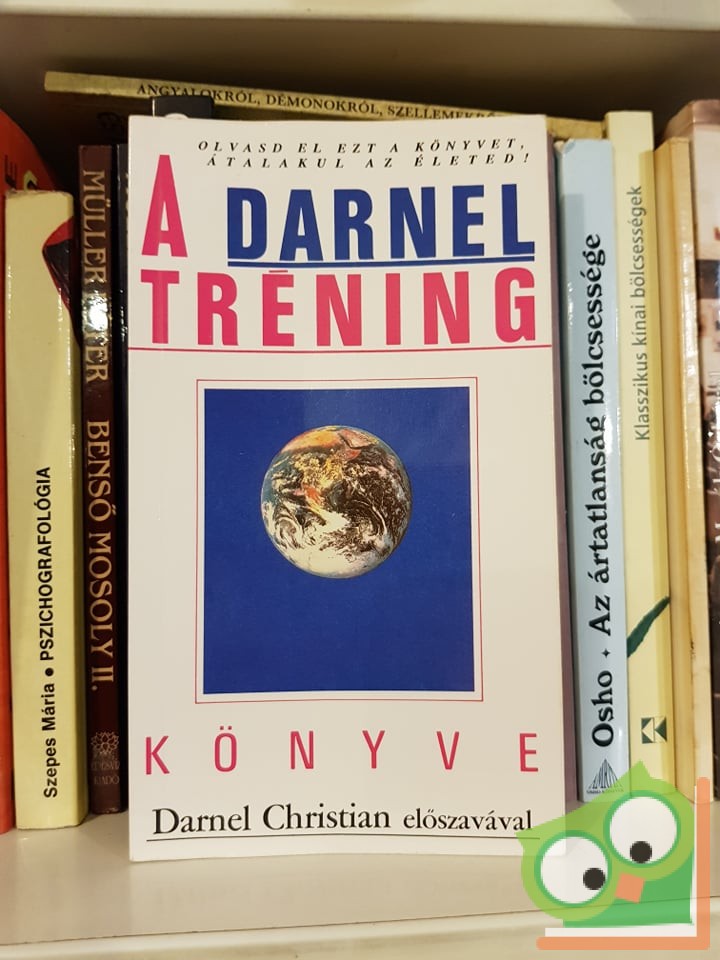 ANGYALOKRÓL, DÉMONOKRÓL,
OLVASD EL EZT A KÖNYVET,
ÁTALAKUL AZ ÉLETED!
A DARNEL
TRÉNING
KÖNYVE
Darnel Christian előszavával
Szepes Mária • PSZICHOGRAFOLÓGIA
MÜLLER
BENSŐ MOSOLY II.
Osho + Az ártatlanság bölcsessége
Klasszikus kínai bölcsességek